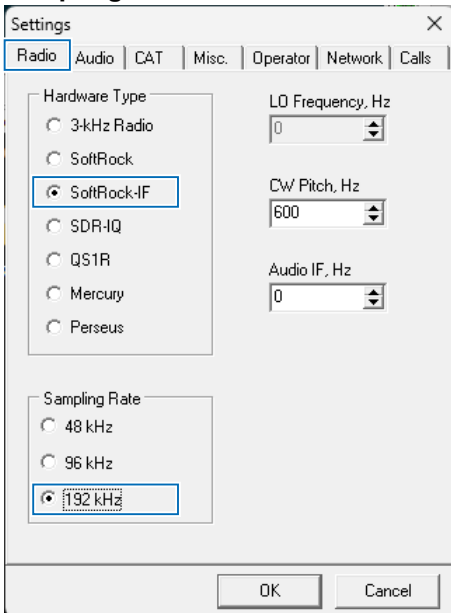 Settings
Radio Audio CAT Misc. Operator Network Calls
Hardware Type
3-kHz Radio
SoftRock
SoftRock-IF
SDR-IQ
QS1R
Mercury
Perseus
LO Frequency, Hz
0
CW Pitch, Hz
600
Audio IF, Hz
0
Sampling Rate
48 kHz
96 kHz
192 kHz
OK Cancel